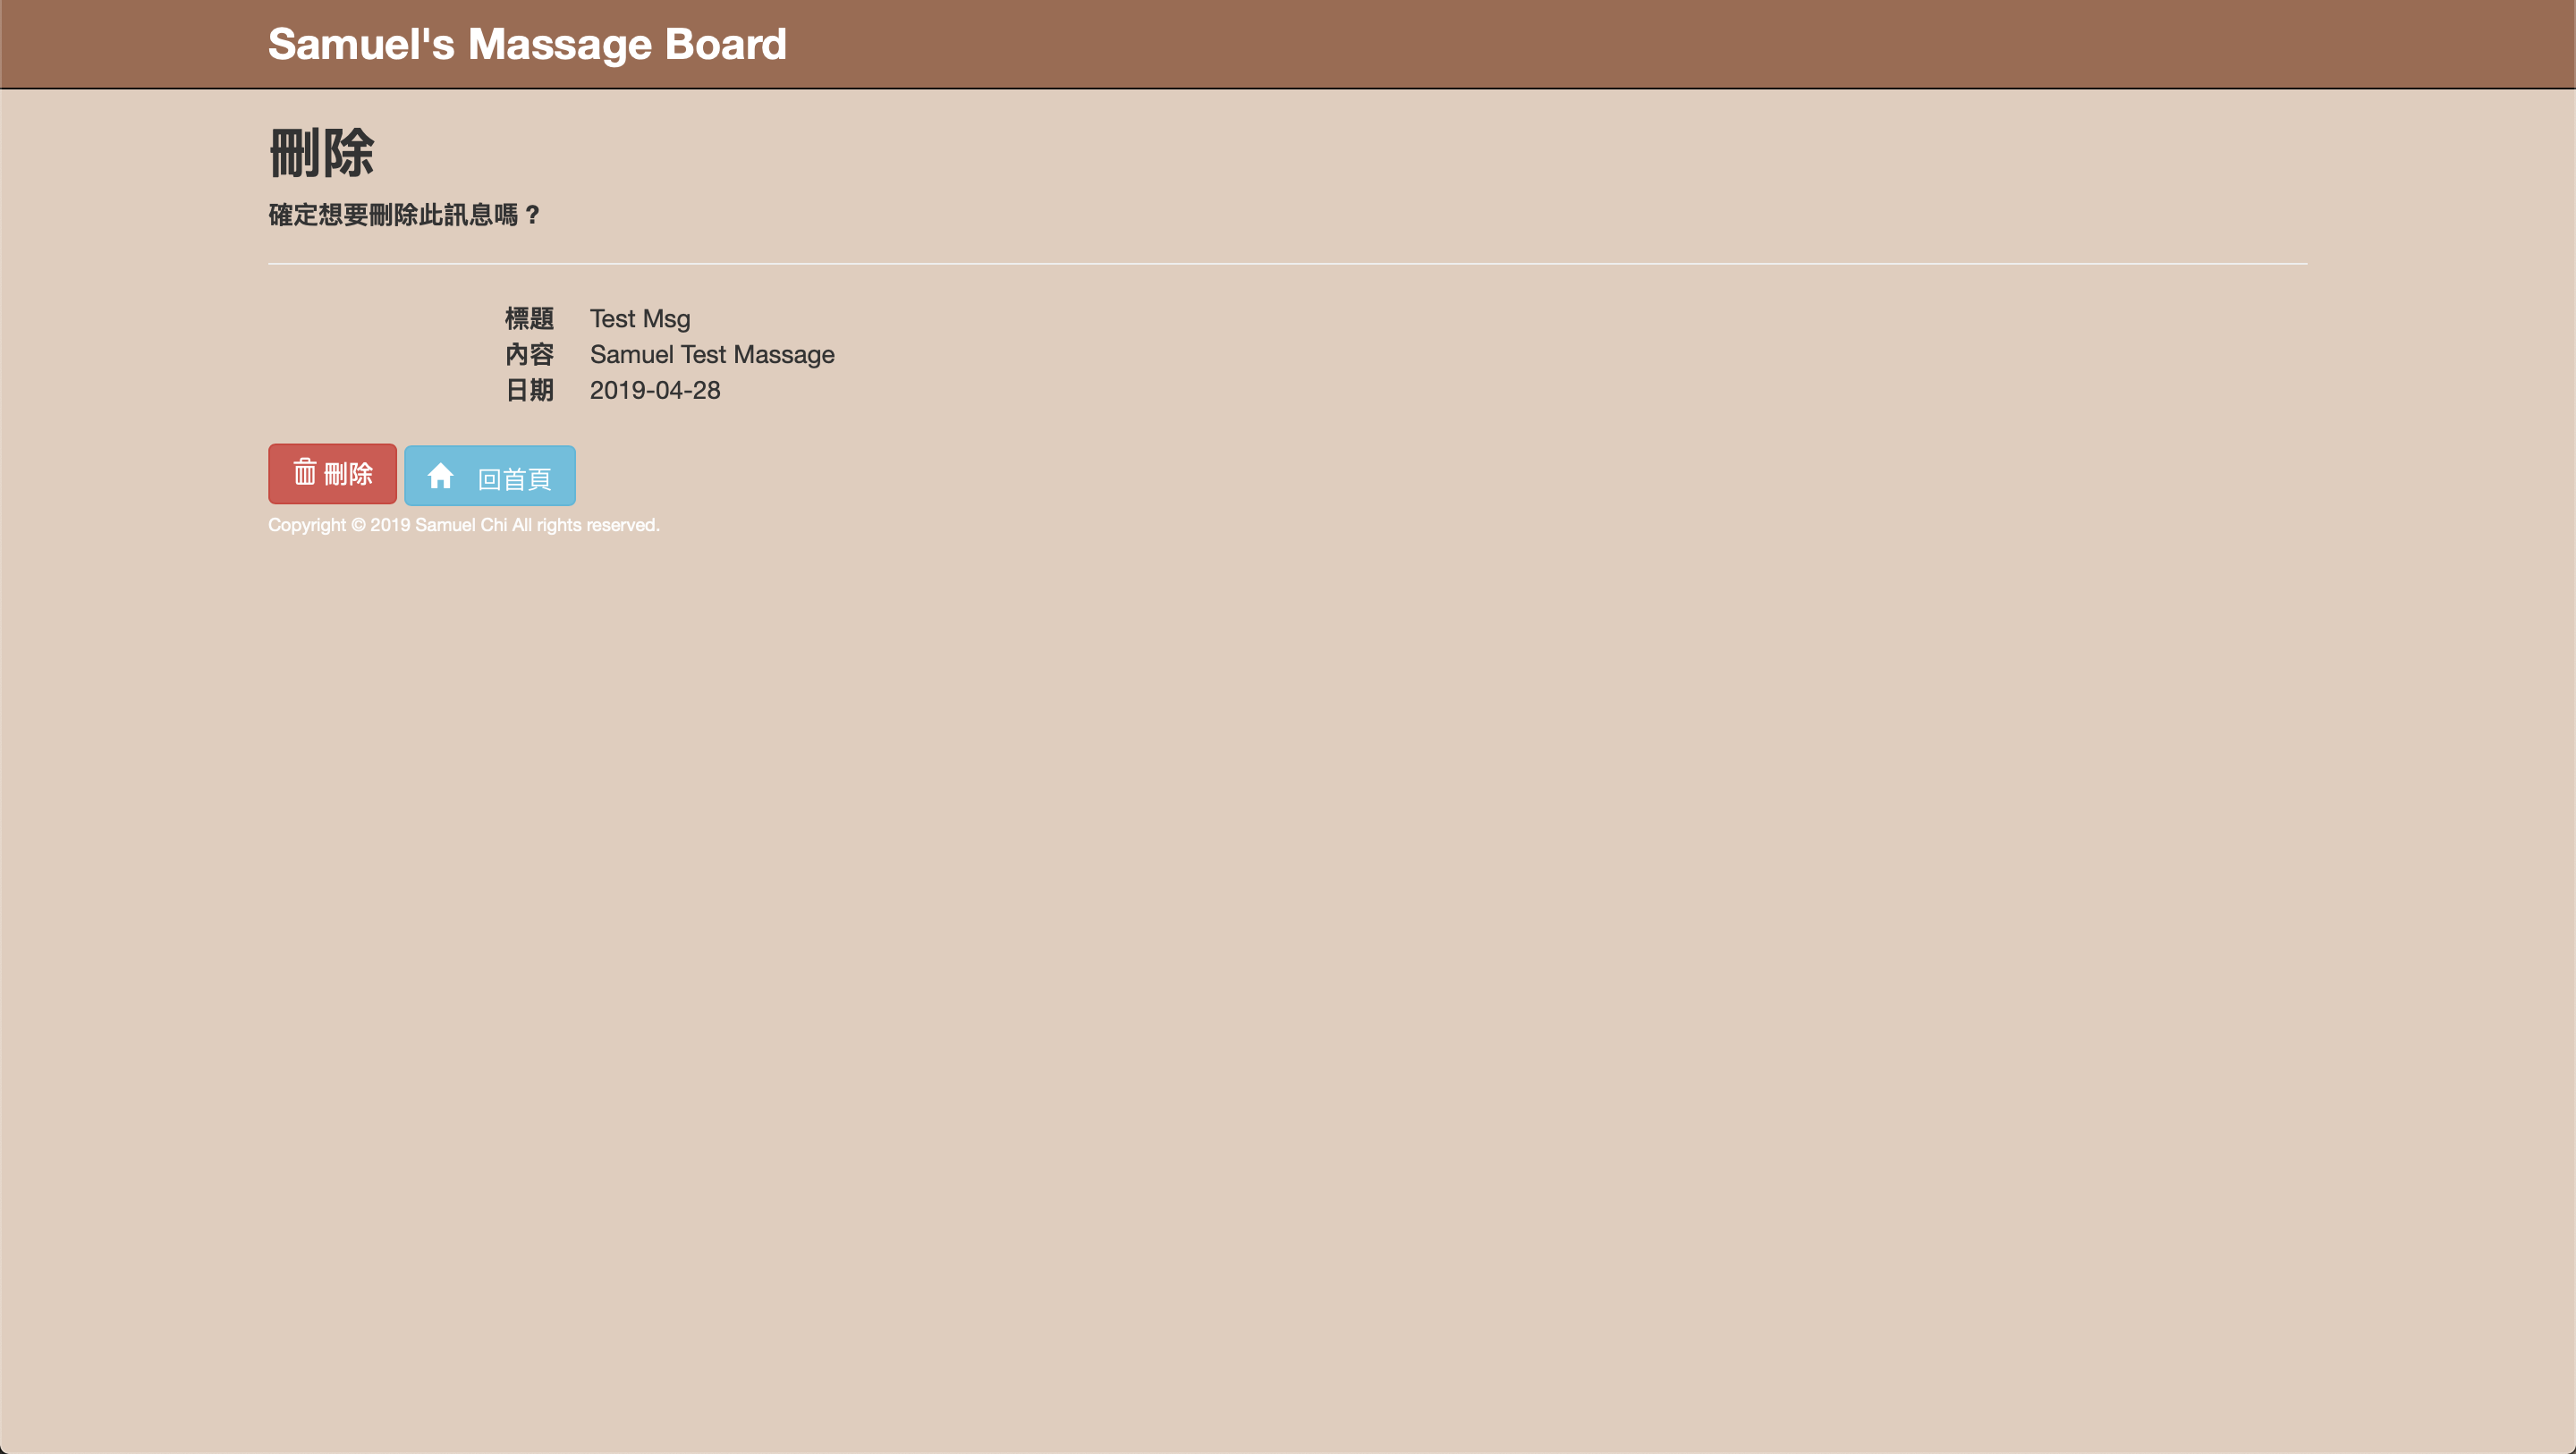 Samuel's Massage Board
刪除
確定想要刪除此訊息嗎？
標題 Test Msg
內容 Samuel Test Massage
日期 2019-04-28
刪除 回首頁
Copyright © 2019 Samuel Chi All rights reserved.